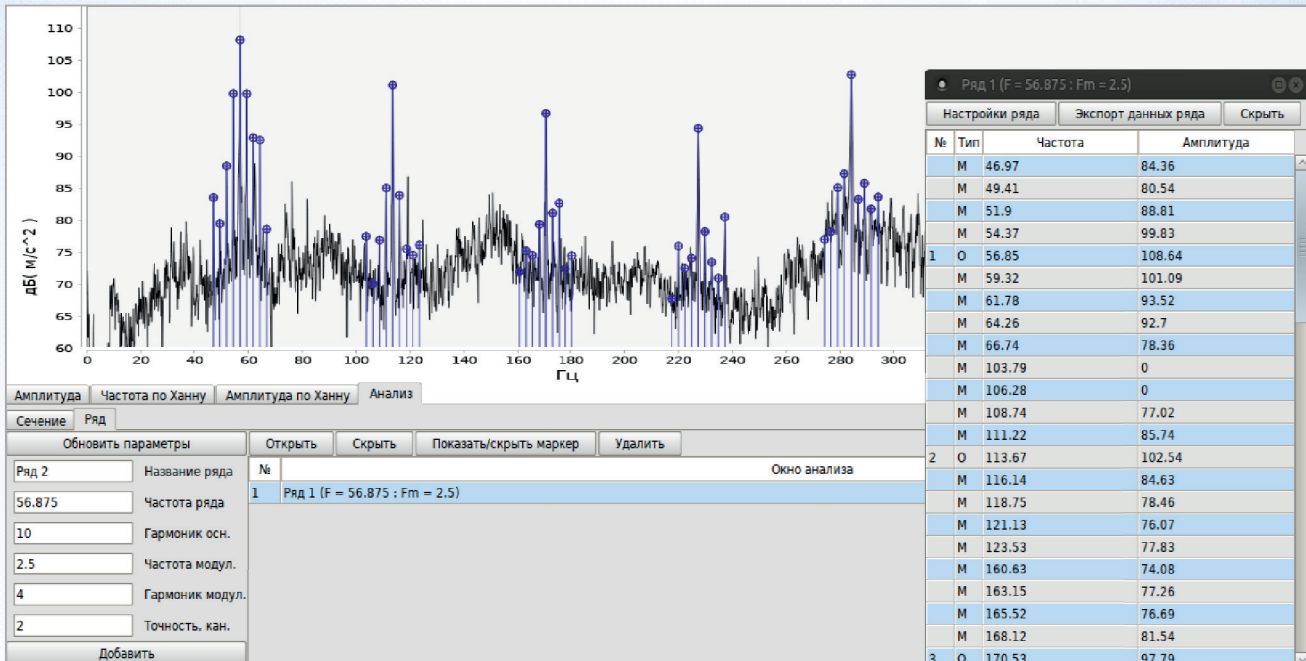 110
105
100
95
90
85
80
75
70
65
60
дБ( м/с^2 )
0 20 40 60 80 100 120 140 160 180 200 220 240 260 280 300
Гц
Амплитуда Частота по Ханну Амплитуда по Ханну Анализ
Сечение Ряд
Обновить параметры
Ряд 2 Название ряда
56.875 Частота ряда
10 Гармоник осн.
2.5 Частота модул.
4 Гармоник модул.
2 Точность, кан.
Добавить
Открыть Скрыть Показать/скрыть маркер Удалить
№ Окно анализа
1 Ряд 1 (F = 56.875 ; Fm = 2.5)
Ряд 1 (F = 56.875 : Fm = 2.5)
Настройки ряда Экспорт данных ряда Скрыть
№ Тип Частота Амплитуда
М 46.97 84.36
М 49.41 80.54
М 51.9 88.81
М 54.37 99.83
1 О 56.85 108.64
М 59.32 101.09
М 61.78 93.52
М 64.26 92.7
М 66.74 78.36
М 103.79 0
М 106.28 0
М 108.74 77.02
М 111.22 85.74
2 О 113.67 102.54
М 116.14 84.63
М 118.75 78.46
М 121.13 76.07
М 123.53 77.83
М 160.63 74.08
М 163.15 77.26
М 165.52 76.69
М 168.12 81.54
3 О 170.53 97.79